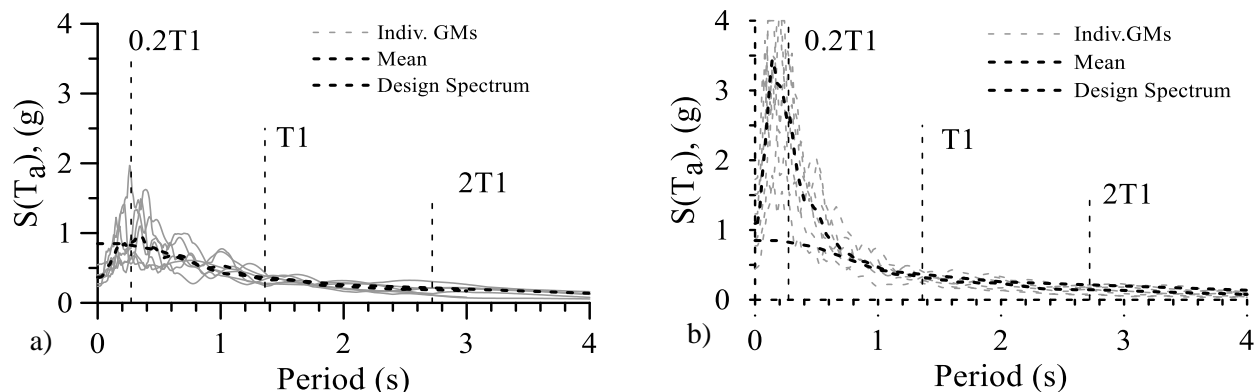 4
3
2
1
0
S(Ta), (g)
0.2T1
T1
2T1
Indiv. GMs
Mean
Design Spectrum
0 1 2 3 4
Period (s)
a)
4
3
2
1
0
S(Ta), (g)
0.2T1
T1
2T1
Indiv.GMs
Mean
Design Spectrum
0 1 2 3 4
Period (s)
b)